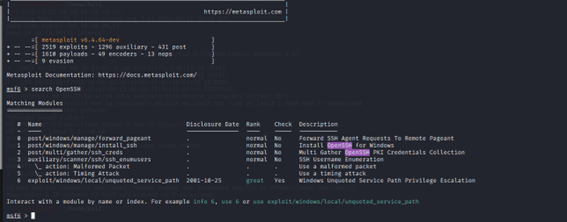 https://metasploit.com
=[ metasploit v6.4.64-dev ]
+ -- --=[ 2519 exploits - 1296 auxiliary - 431 post ]
+ -- --=[ 1610 payloads - 49 encoders - 13 nops ]
+ -- --=[ 9 evasion ]
Metasploit Documentation: https://docs.metasploit.com/
msf6 > search OpenSSH
Matching Modules
================
# Name Disclosure Date Rank Check Description
- ---- --------------- ---- ----- -----------
0 post/windows/manage/forward_pageant . normal No Forward SSH Agent Requests To Remote Pageant
1 post/windows/manage/install_ssh . normal No Install OpenSSH for Windows
2 post/multi/gather/ssh_creds . normal No Multi Gather OpenSSH PKI Credentials Collection
3 auxiliary/scanner/ssh/ssh_enumusers . normal No SSH Username Enumeration
4 \_ action: Malformed Packet . . . Use a malformed packet
5 \_ action: Timing Attack . . . Use a timing attack
6 exploit/windows/local/unquoted_service_path 2001-10-25 great Yes Windows Unquoted Service Path Privilege Escalation
Interact with a module by name or index. For example info 6, use 6 or use exploit/windows/local/unquoted_service_path
msf6 >